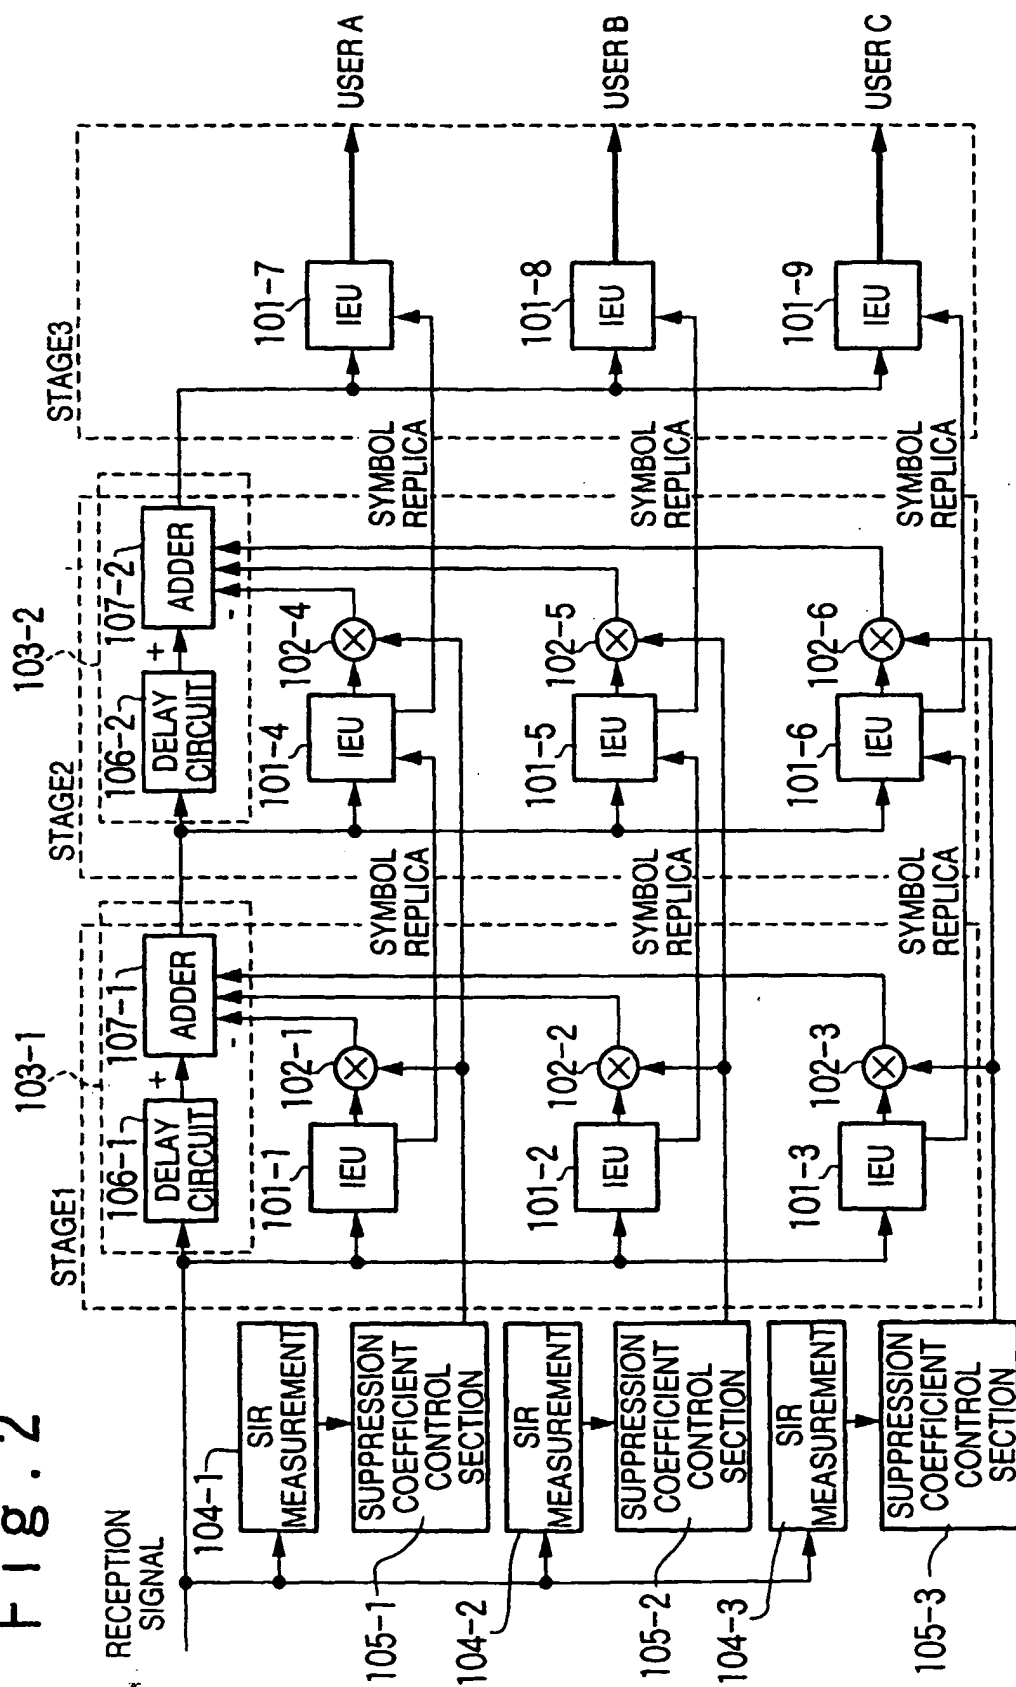 Fig. 2
RECEPTION
SIGNAL
STAGE1
STAGE2
STAGE3
103-1
103-2
106-1
107-1
106-2
107-2
DELAY
CIRCUIT
+
ADDER
-
DELAY
CIRCUIT
+
ADDER
-
104-1
SIR
MEASUREMENT
105-1
SUPPRESSION
COEFFICIENT
CONTROL
SECTION
101-1
IEU
102-1
SYMBOL
REPLICA
101-4
IEU
102-4
SYMBOL
REPLICA
101-7
IEU
USER A
104-2
SIR
MEASUREMENT
105-2
SUPPRESSION
COEFFICIENT
CONTROL
SECTION
101-2
IEU
102-2
SYMBOL
REPLICA
101-5
IEU
102-5
SYMBOL
REPLICA
101-8
IEU
USER B
104-3
SIR
MEASUREMENT
105-3
SUPPRESSION
COEFFICIENT
CONTROL
SECTION
101-3
IEU
102-3
SYMBOL
REPLICA
101-6
IEU
102-6
SYMBOL
REPLICA
101-9
IEU
USER C